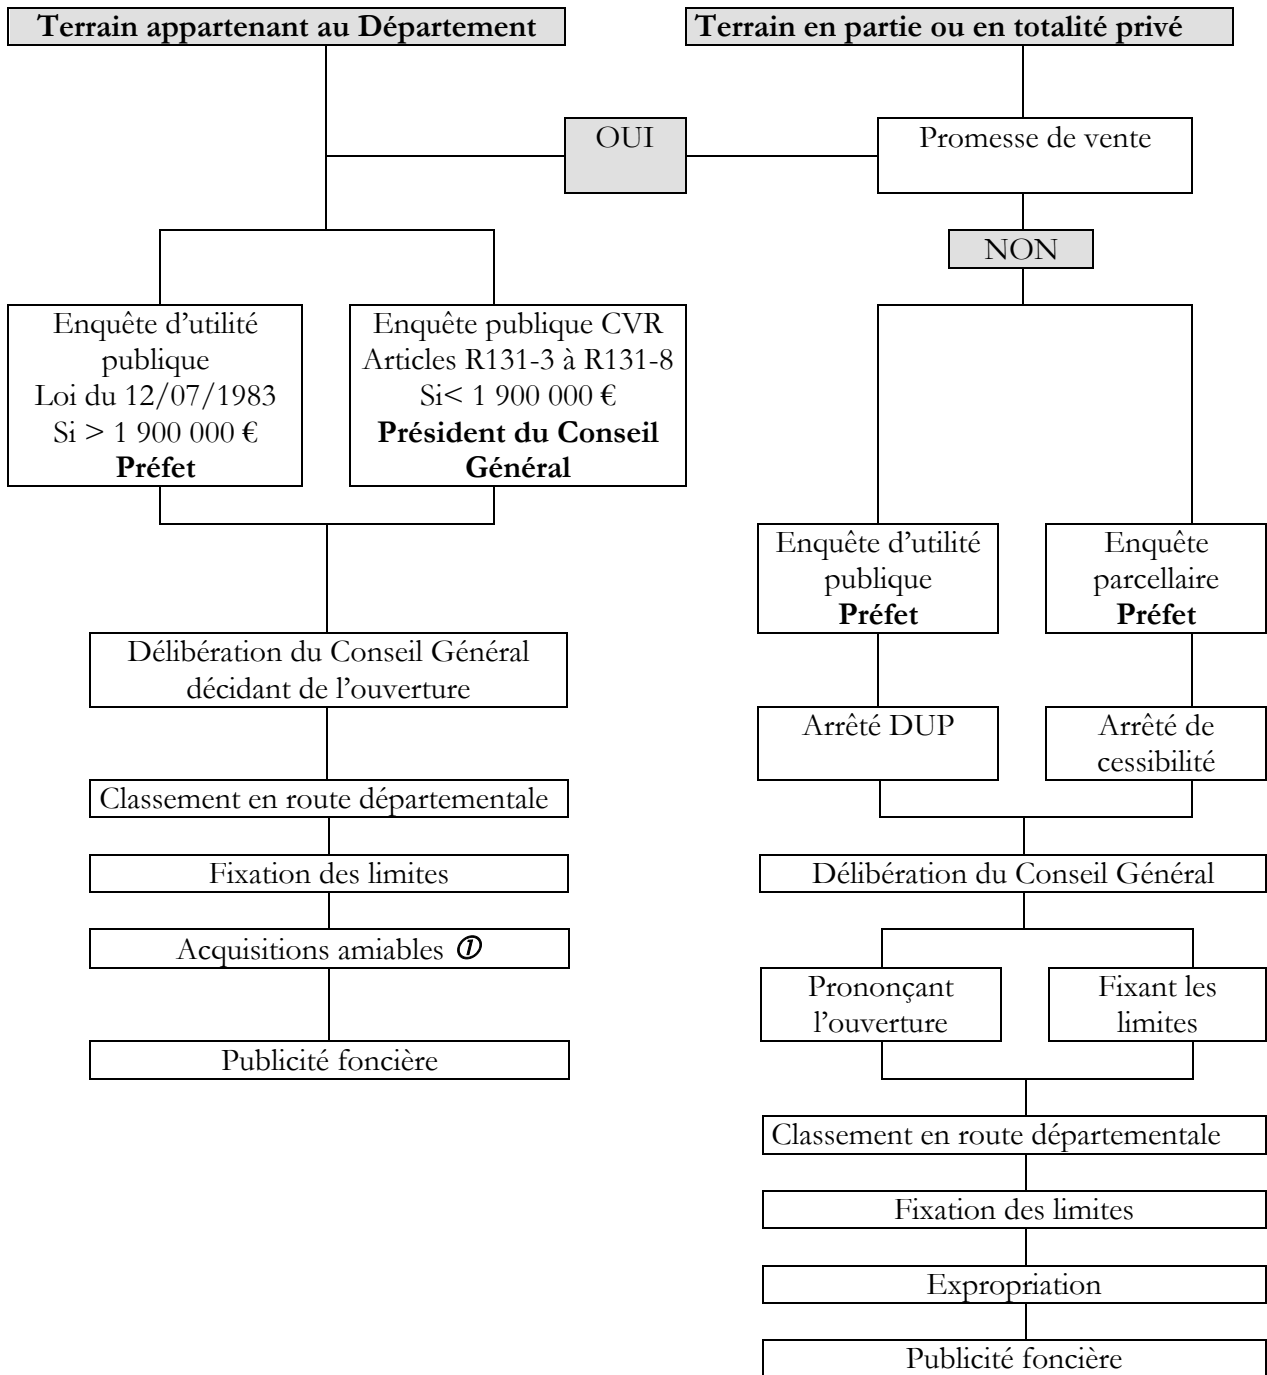 Terrain appartenant au Département
Terrain en partie ou en totalité privé
OUI
Promesse de vente
NON
Enquête d'utilité
publique
Loi du 12/07/1983
Si > 1 900 000 €
Préfet
Enquête publique CVR
Articles R131-3 à R131-8
Si< 1 900 000 €
Président du Conseil
Général
Enquête d'utilité
publique
Préfet
Enquête
parcellaire
Préfet
Délibération du Conseil Général
décidant de l'ouverture
Arrêté DUP
Arrêté de
cessibilité
Classement en route départementale
Fixation des limites
Délibération du Conseil Général
Acquisitions amiables ①
Prononçant
l'ouverture
Fixant les
limites
Publicité foncière
Classement en route départementale
Fixation des limites
Expropriation
Publicité foncière